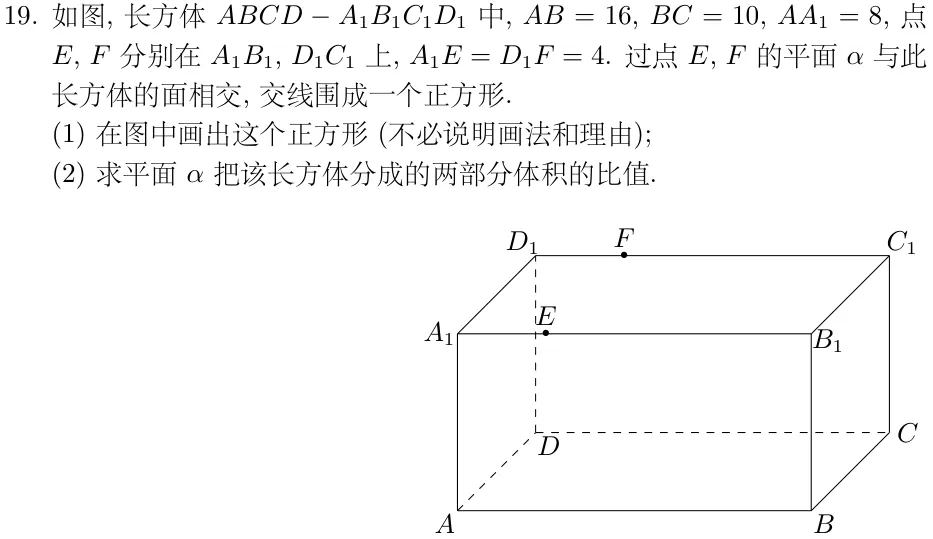 19. 如图, 长方体 ABCD − A₁B₁C₁D₁ 中, AB = 16, BC = 10, AA₁ = 8, 点
E, F 分别在 A₁B₁, D₁C₁ 上, A₁E = D₁F = 4. 过点 E, F 的平面 α 与此
长方体的面相交, 交线围成一个正方形.
(1) 在图中画出这个正方形 (不必说明画法和理由);
(2) 求平面 α 把该长方体分成的两部分体积的比值.
D₁ F C₁
A₁ E B₁
D C
A B